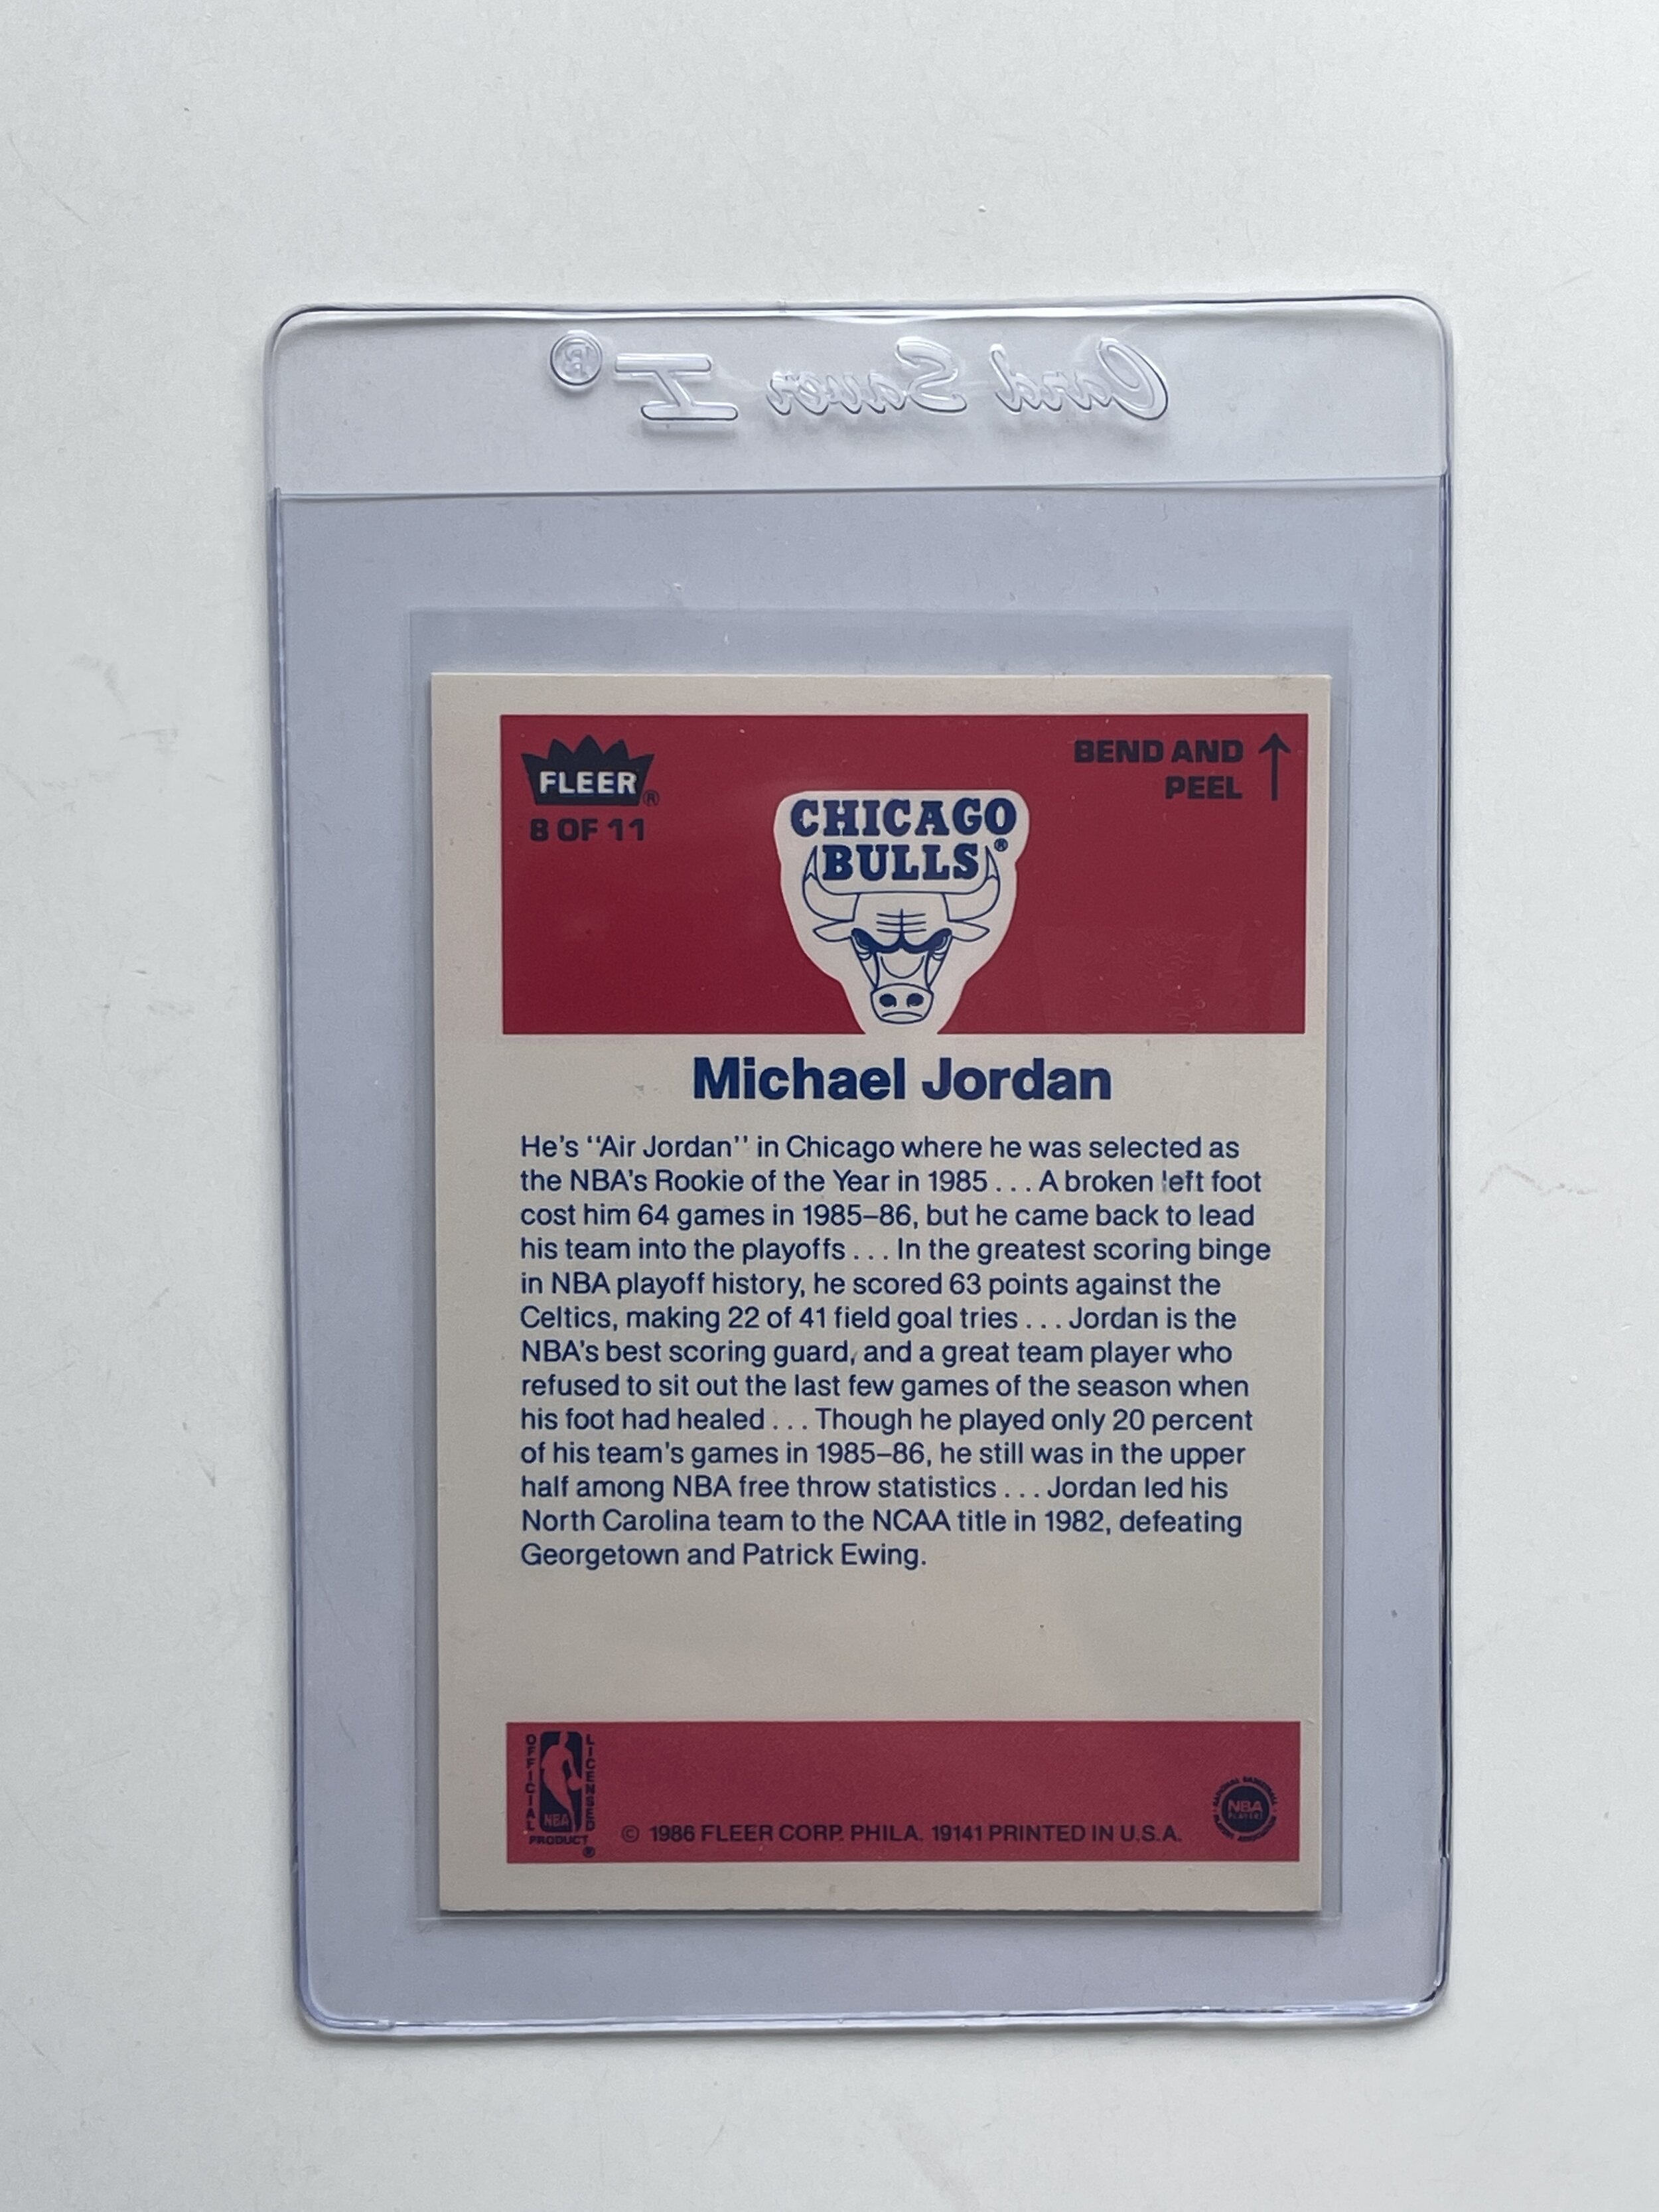 Card Saver I®
FLEER®
8 OF 11
BEND AND
PEEL
CHICAGO
BULLS®
Michael Jordan
He's "Air Jordan" in Chicago where he was selected as
the NBA's Rookie of the Year in 1985 . . . A broken left foot
cost him 64 games in 1985–86, but he came back to lead
his team into the playoffs . . . In the greatest scoring binge
in NBA playoff history, he scored 63 points against the
Celtics, making 22 of 41 field goal tries . . . Jordan is the
NBA's best scoring guard, and a great team player who
refused to sit out the last few games of the season when
his foot had healed . . . Though he played only 20 percent
of his team's games in 1985–86, he still was in the upper
half among NBA free throw statistics . . . Jordan led his
North Carolina team to the NCAA title in 1982, defeating
Georgetown and Patrick Ewing.
OFFICIAL
NBA
LICENSED
PRODUCT®
© 1986 FLEER CORP. PHILA. 19141 PRINTED IN U.S.A.
NATIONAL BASKETBALL
NBA
PLAYERS
PLAYERS ASSOCIATION